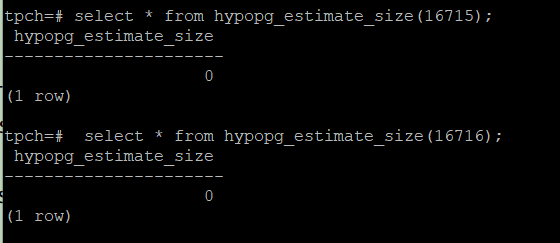 tpch=# select * from hypopg_estimate_size(16715);
hypopg_estimate_size
----------------------
0
(1 row)
tpch=#  select * from hypopg_estimate_size(16716);
hypopg_estimate_size
----------------------
0
(1 row)